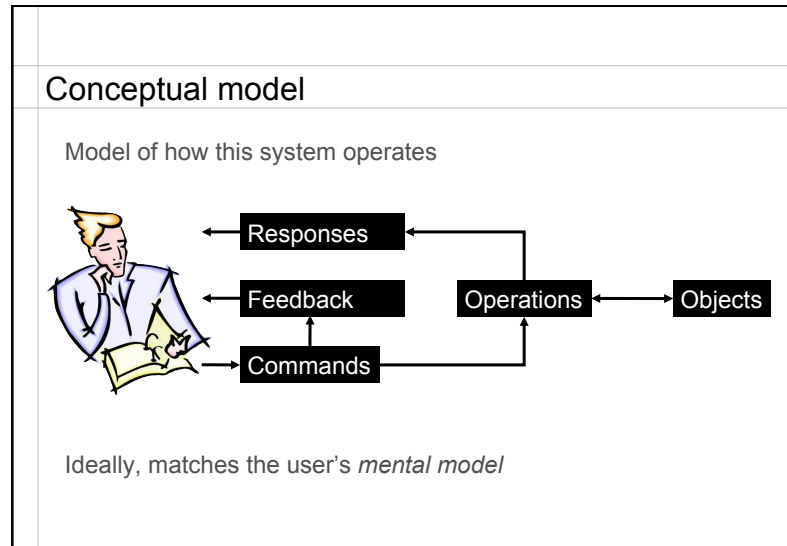 Conceptual model
Model of how this system operates
Responses
Feedback
Operations
Objects
Commands
Ideally, matches the user’s mental model